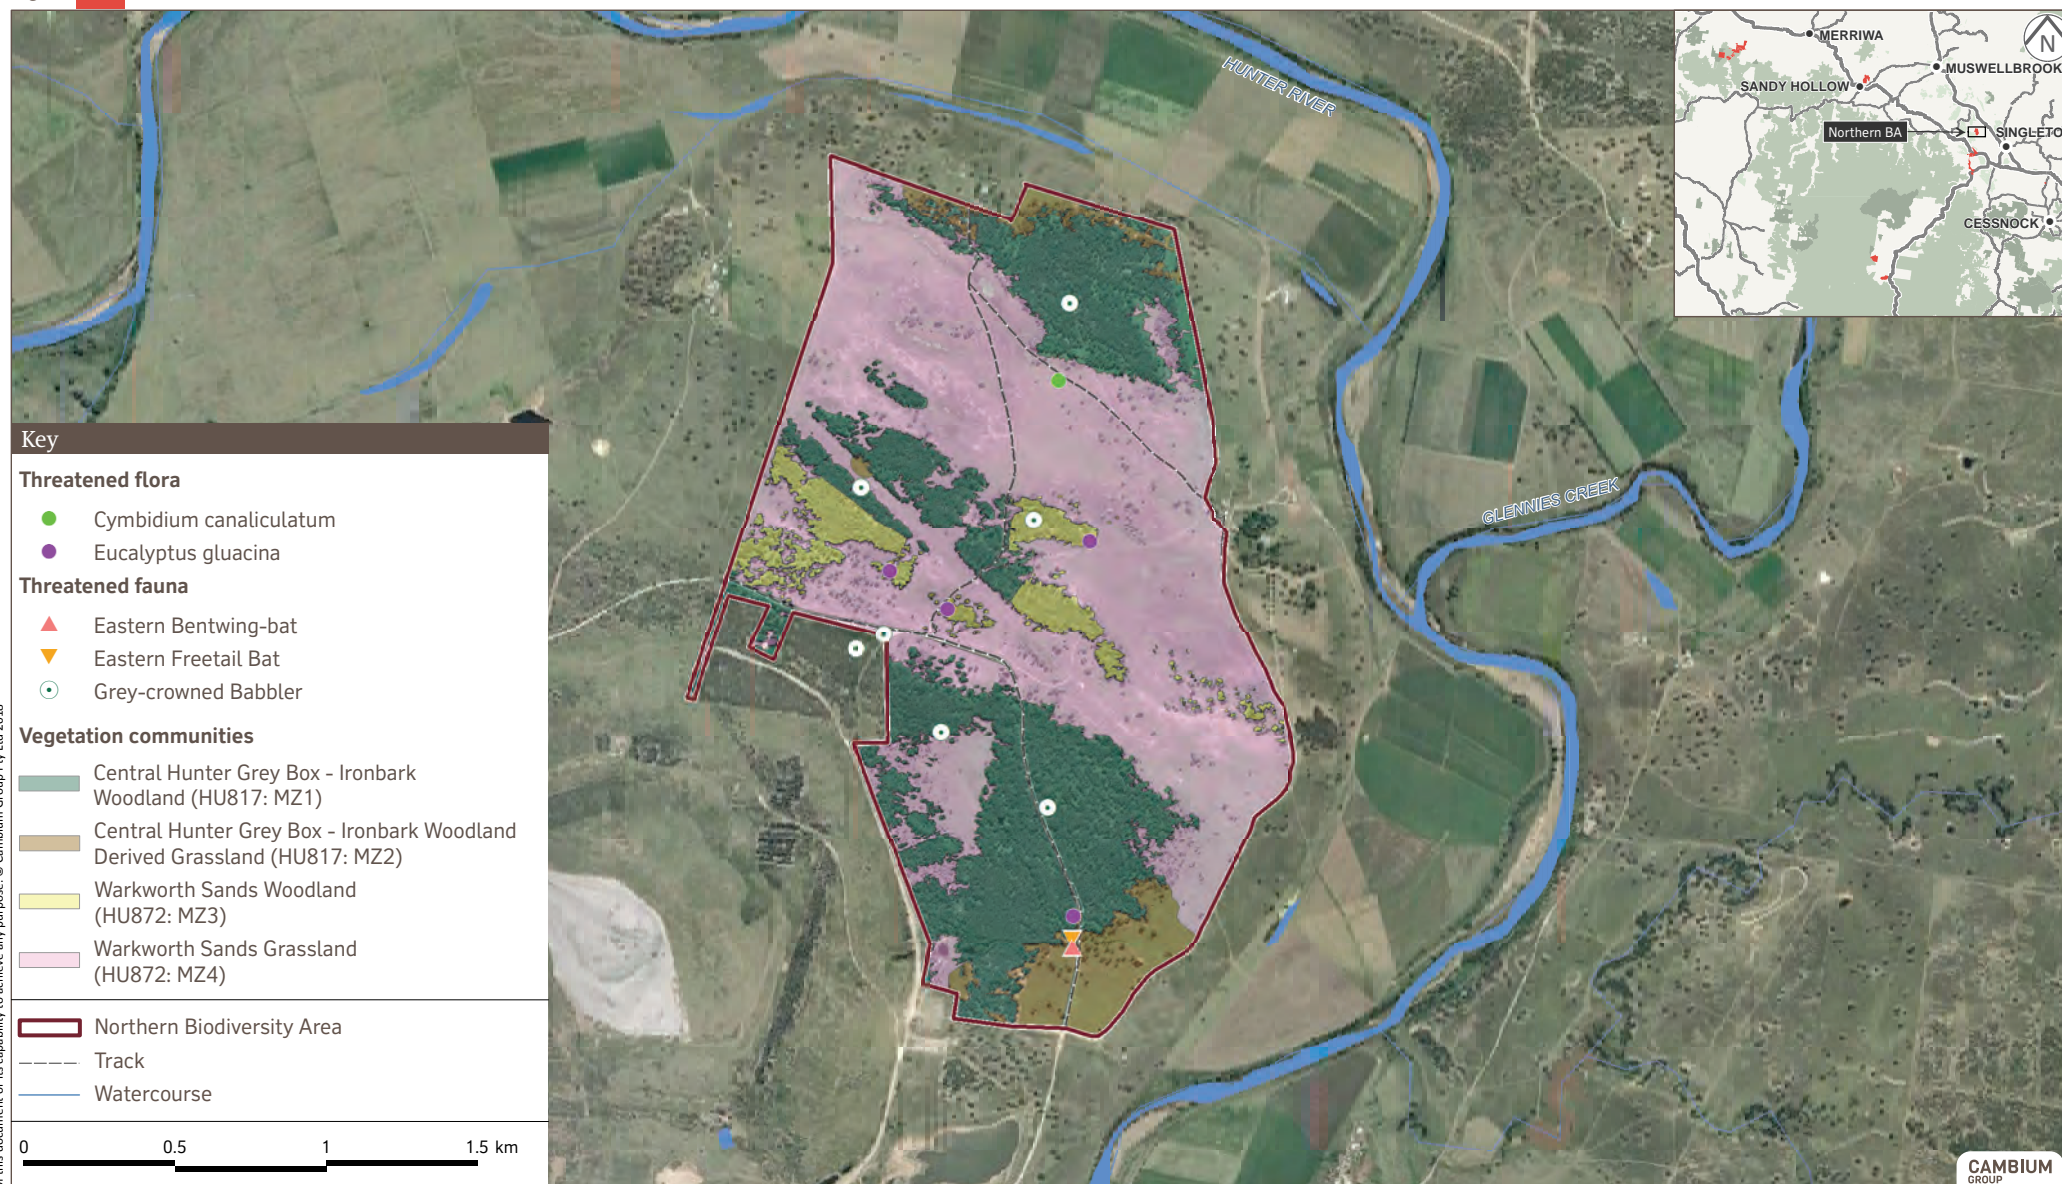 HUNTER RIVER
GLENNIES CREEK
MERRIWA
N
MUSWELLBROOK
SANDY HOLLOW
Northern BA
SINGLETO
CESSNOCK
Key
Threatened flora
Cymbidium canaliculatum
Eucalyptus gluacina
Threatened fauna
Eastern Bentwing-bat
Eastern Freetail Bat
Grey-crowned Babbler
Vegetation communities
Central Hunter Grey Box - Ironbark
Woodland (HU817: MZ1)
Central Hunter Grey Box - Ironbark Woodland
Derived Grassland (HU817: MZ2)
Warkworth Sands Woodland
(HU872: MZ3)
Warkworth Sands Grassland
(HU872: MZ4)
Northern Biodiversity Area
Track
Watercourse
0 0.5 1 1.5 km
CAMBIUM
GROUP